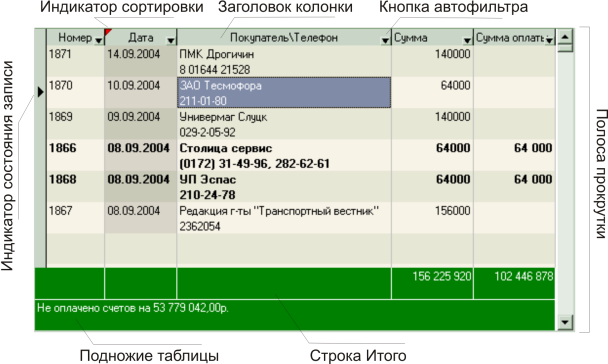 Индикатор сортировки Заголовок колонки Кнопка автофильтра
Номер Дата Покупатель\Телефон Сумма Сумма оплаты
1871 14.09.2004 ПМК Дрогичин 140000
8 01644 21528
1870 10.09.2004 ЗАО Тесмофора 64000
211-01-80
1869 09.09.2004 Универмаг Слуцк 140000
029-2-05-92
1866 08.09.2004 Столица сервис 64000 64 000
(0172) 31-49-96, 282-62-61
1868 08.09.2004 УП Эспас 64000 64 000
210-24-78
1867 08.09.2004 Редакция г-ты "Транспортный вестник" 156000
2362054
156 225 920 102 446 878
Не оплачено счетов на 53 779 042,00р.
Индикатор состояния записи
Полоса прокрутки
Подножие таблицы Строка Итого